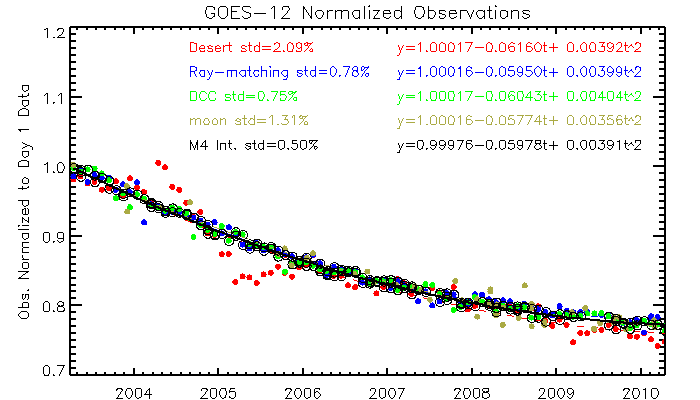 GOES-12 Normalized Observations
Desert std=2.09% y=1.00017-0.06160t+ 0.00392t^2
Ray-matching std=0.78% y=1.00016-0.05950t+ 0.00399t^2
DCC std=0.75% y=1.00017-0.06043t+ 0.00404t^2
moon std=1.31% y=1.00016-0.05774t+ 0.00356t^2
M4 Int. std=0.50% y=0.99976-0.05978t+ 0.00391t^2
Obs. Normalized to Day 1 Data
1.2
1.1
1.0
0.9
0.8
0.7
2004 2005 2006 2007 2008 2009 2010